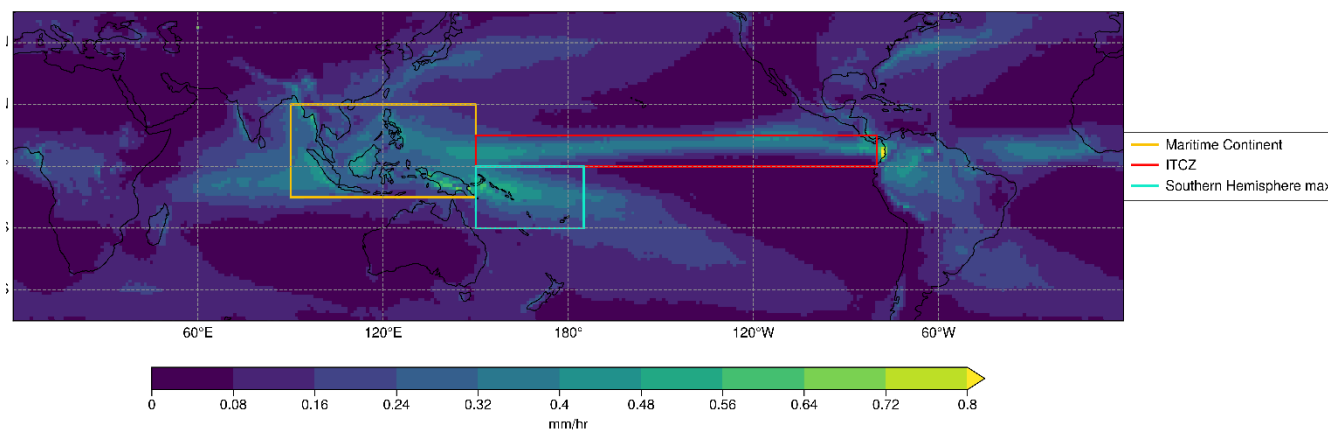 N
N
Maritime Continent
ITCZ
Southern Hemisphere max
S
S
60°E 120°E 180° 120°W 60°W
0 0.08 0.16 0.24 0.32 0.4 0.48 0.56 0.64 0.72 0.8
mm/hr